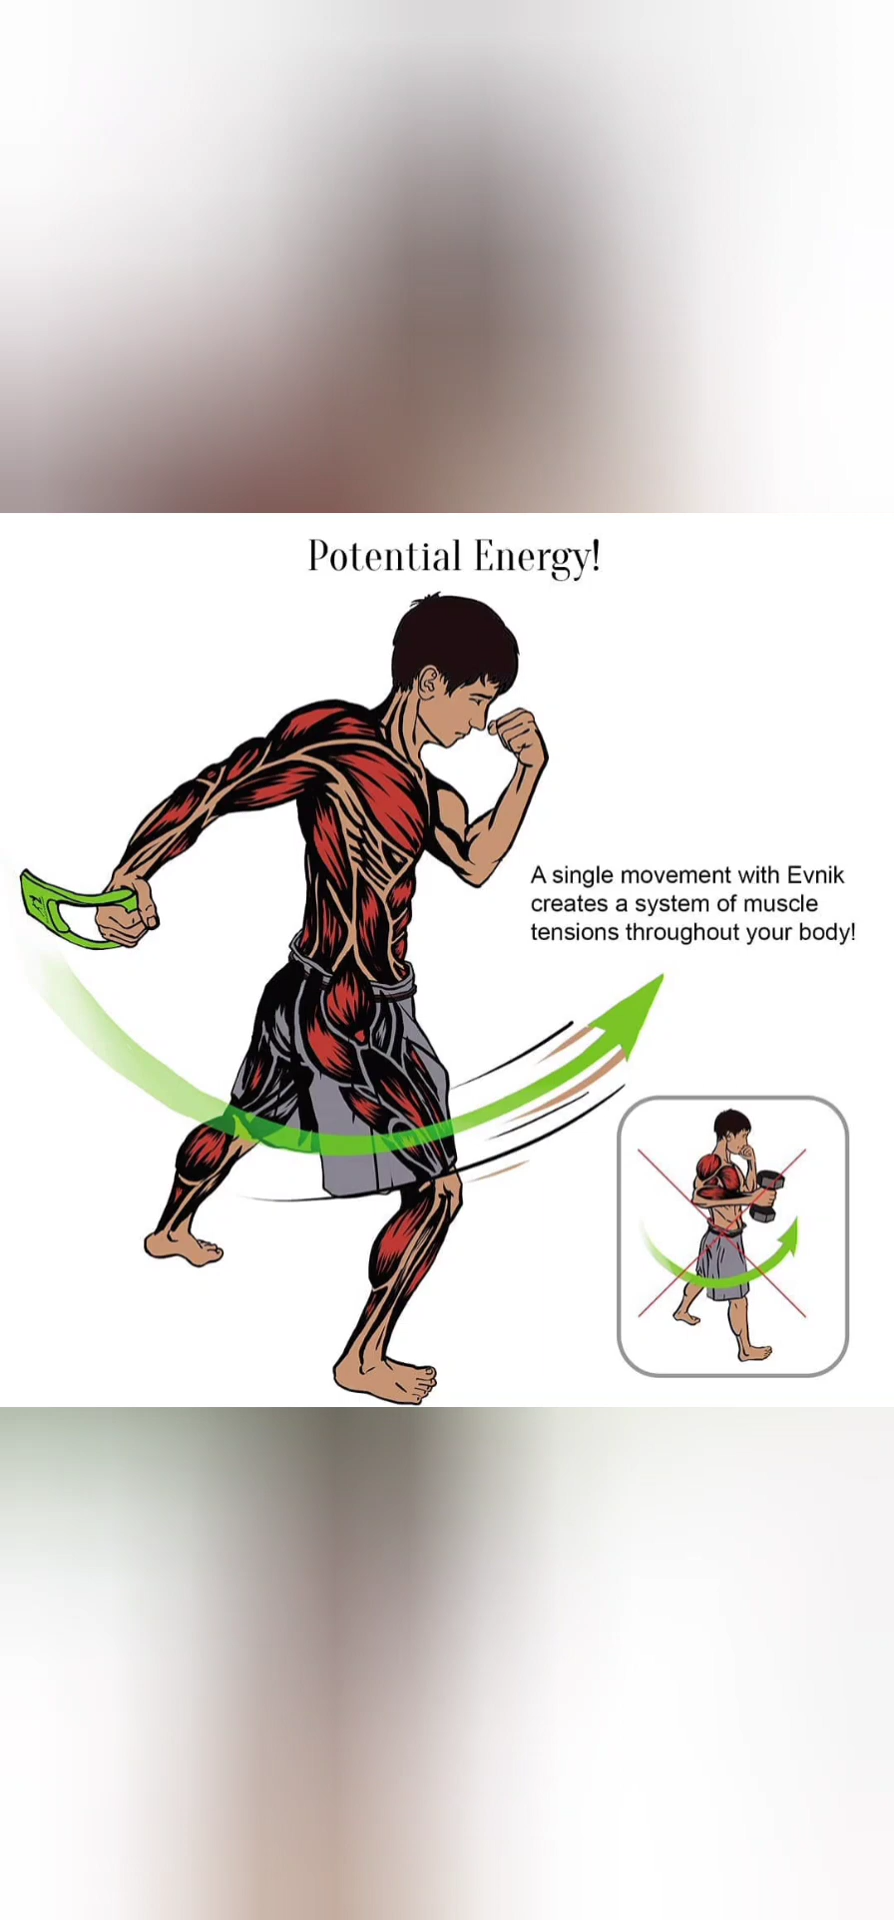 Potential Energy!
A single movement with Evnik
creates a system of muscle
tensions throughout your body!